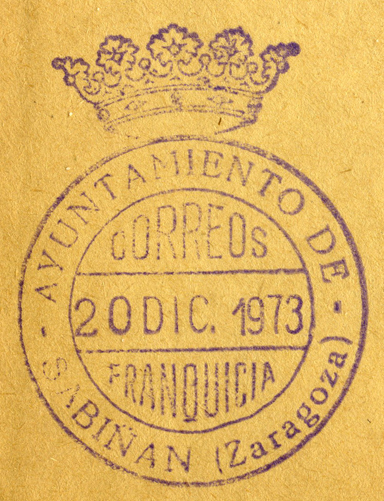 - AYUNTAMIENTO DE -
CORREOS
20 DIC. 1973
FRANQUICIA
SABIÑAN (Zaragoza)